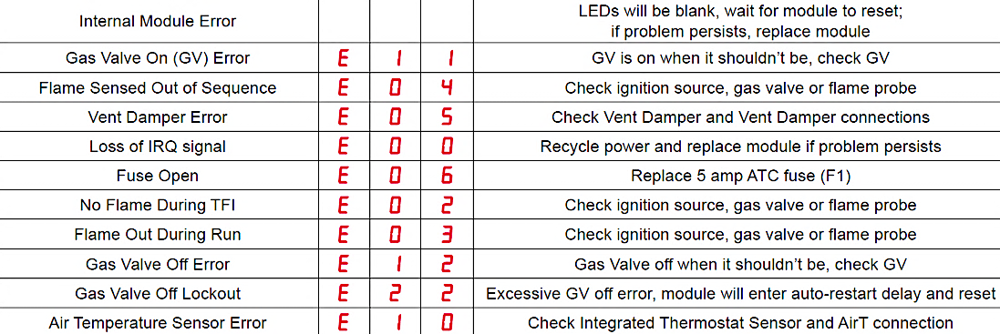 Internal Module Error LEDs will be blank, wait for module to reset;
if problem persists, replace module
Gas Valve On (GV) Error E 1 1 GV is on when it shouldn't be, check GV
Flame Sensed Out of Sequence E 0 4 Check ignition source, gas valve or flame probe
Vent Damper Error E 0 5 Check Vent Damper and Vent Damper connections
Loss of IRQ signal E 0 0 Recycle power and replace module if problem persists
Fuse Open E 0 6 Replace 5 amp ATC fuse (F1)
No Flame During TFI E 0 2 Check ignition source, gas valve or flame probe
Flame Out During Run E 0 3 Check ignition source, gas valve or flame probe
Gas Valve Off Error E 1 2 Gas Valve off when it shouldn't be, check GV
Gas Valve Off Lockout E 2 2 Excessive GV off error, module will enter auto-restart delay and reset
Air Temperature Sensor Error E 1 0 Check Integrated Thermostat Sensor and AirT connection